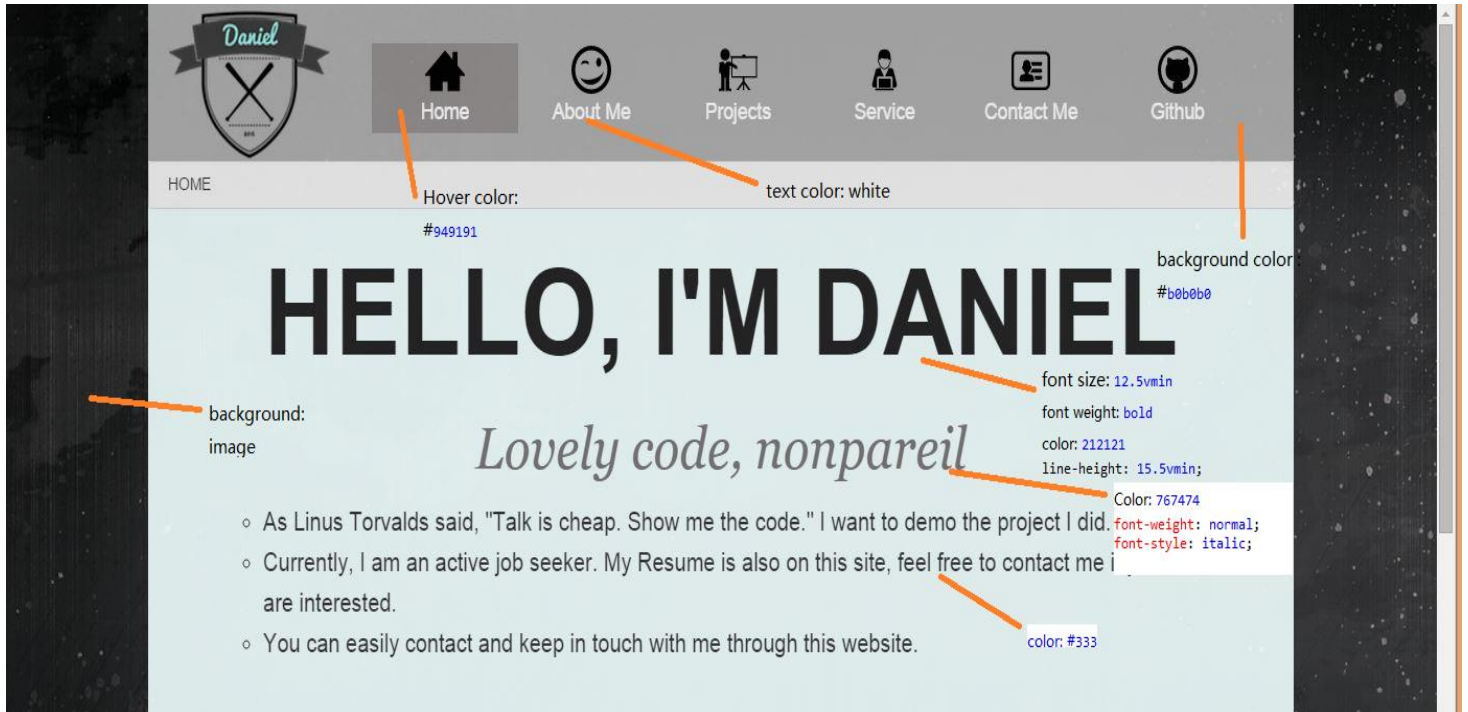 Daniel
Home
About Me
Projects
Service
Contact Me
Github
HOME
Hover color:
#949191
text color: white
background color:
#b0b0b0
HELLO, I'M DANIEL
font size: 12.5vmin
font weight: bold
color: 212121
line-height: 15.5vmin;
background:
image
Lovely code, nonpareil
Color: 767474
font-weight: normal;
font-style: italic;
As Linus Torvalds said, "Talk is cheap. Show me the code." I want to demo the project I did.
Currently, I am an active job seeker. My Resume is also on this site, feel free to contact me
are interested.
You can easily contact and keep in touch with me through this website.
color: #333